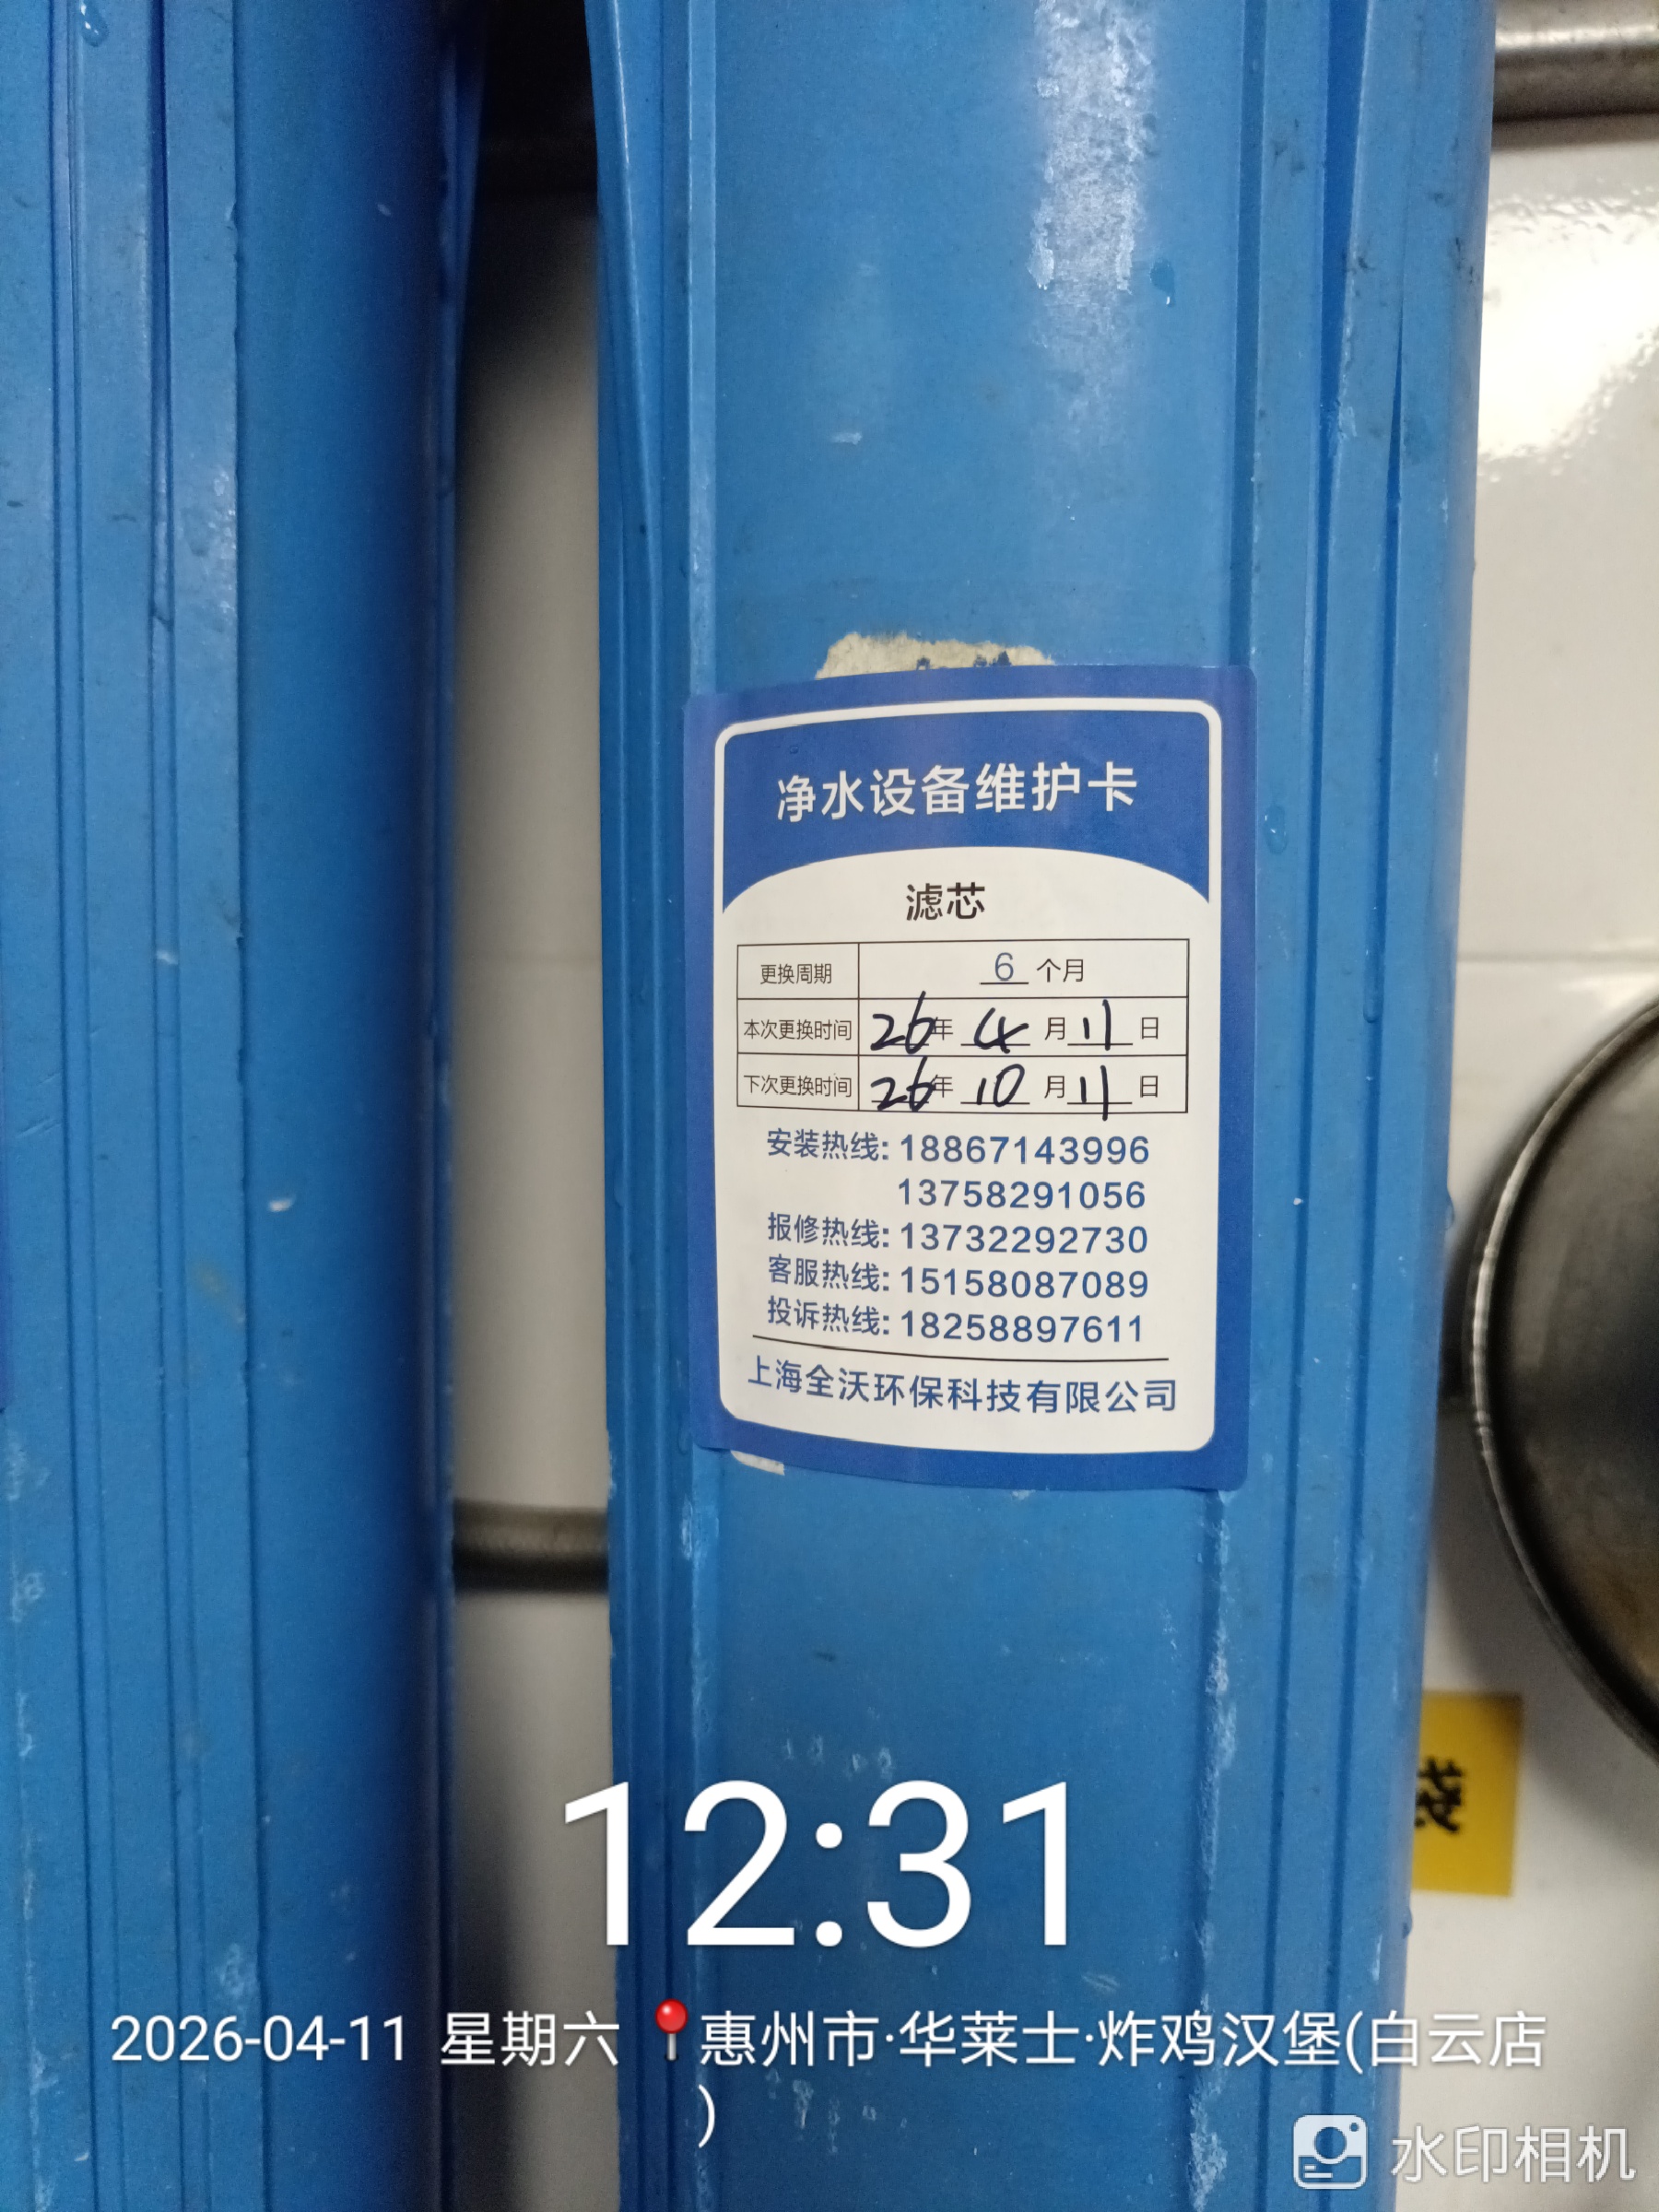 净水设备维护卡
滤芯
更换周期 6 个月
本次更换时间 26年 4 月 11 日
下次更换时间 26年 10 月 11 日
安装热线: 18867143996
13758291056
报修热线: 13732292730
客服热线: 15158087089
投诉热线: 18258897611
上海全沃环保科技有限公司
12:31
2026-04-11 星期六 惠州市·华莱士·炸鸡汉堡(白云店
)
水印相机